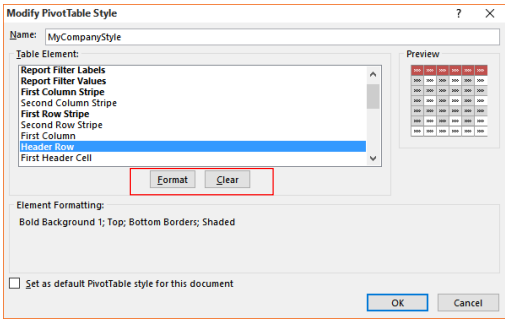 Modify PivotTable Style ? X
Name: MyCompanyStyle
Table Element:
Preview
Report Filter Labels
Report Filter Values
First Column Stripe
Second Column Stripe
First Row Stripe
Second Row Stripe
First Column
Header Row
First Header Cell
Format Clear
Element Formatting:
Bold Background 1; Top; Bottom Borders; Shaded
Set as default PivotTable style for this document
OK Cancel